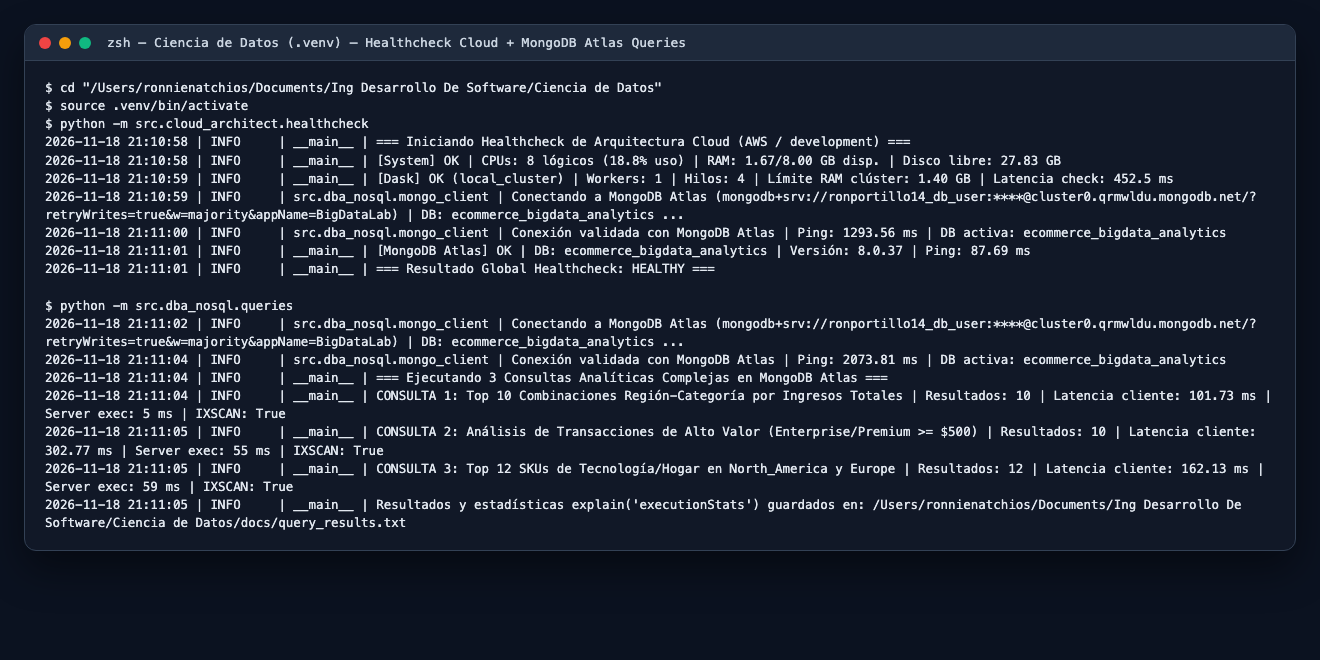 zsh — Ciencia de Datos (.venv) — Healthcheck Cloud + MongoDB Atlas Queries
$ cd "/Users/ronnienatchios/Documents/Ing Desarrollo De Software/Ciencia de Datos"
$ source .venv/bin/activate
$ python -m src.cloud_architect.healthcheck
2026-11-18 21:10:58 | INFO     | __main__ | === Iniciando Healthcheck de Arquitectura Cloud (AWS / development) ===
2026-11-18 21:10:58 | INFO     | __main__ | [System] OK | CPUs: 8 lógicos (18.8% uso) | RAM: 1.67/8.00 GB disp. | Disco libre: 27.83 GB
2026-11-18 21:10:59 | INFO     | __main__ | [Dask] OK (local_cluster) | Workers: 1 | Hilos: 4 | Límite RAM clúster: 1.40 GB | Latencia check: 452.5 ms
2026-11-18 21:10:59 | INFO     | src.dba_nosql.mongo_client | Conectando a MongoDB Atlas (mongodb+srv://ronportillo14_db_user:****@cluster0.qrmwldu.mongodb.net/?
retryWrites=true&w=majority&appName=BigDataLab) | DB: ecommerce_bigdata_analytics ...
2026-11-18 21:11:00 | INFO     | src.dba_nosql.mongo_client | Conexión validada con MongoDB Atlas | Ping: 1293.56 ms | DB activa: ecommerce_bigdata_analytics
2026-11-18 21:11:01 | INFO     | __main__ | [MongoDB Atlas] OK | DB: ecommerce_bigdata_analytics | Versión: 8.0.37 | Ping: 87.69 ms
2026-11-18 21:11:01 | INFO     | __main__ | === Resultado Global Healthcheck: HEALTHY ===
$ python -m src.dba_nosql.queries
2026-11-18 21:11:02 | INFO     | src.dba_nosql.mongo_client | Conectando a MongoDB Atlas (mongodb+srv://ronportillo14_db_user:****@cluster0.qrmwldu.mongodb.net/?
retryWrites=true&w=majority&appName=BigDataLab) | DB: ecommerce_bigdata_analytics ...
2026-11-18 21:11:04 | INFO     | src.dba_nosql.mongo_client | Conexión validada con MongoDB Atlas | Ping: 2073.81 ms | DB activa: ecommerce_bigdata_analytics
2026-11-18 21:11:04 | INFO     | __main__ | === Ejecutando 3 Consultas Analíticas Complejas en MongoDB Atlas ===
2026-11-18 21:11:04 | INFO     | __main__ | CONSULTA 1: Top 10 Combinaciones Región-Categoría por Ingresos Totales | Resultados: 10 | Latencia cliente: 101.73 ms |
Server exec: 5 ms | IXSCAN: True
2026-11-18 21:11:05 | INFO     | __main__ | CONSULTA 2: Análisis de Transacciones de Alto Valor (Enterprise/Premium >= $500) | Resultados: 10 | Latencia cliente:
302.77 ms | Server exec: 55 ms | IXSCAN: True
2026-11-18 21:11:05 | INFO     | __main__ | CONSULTA 3: Top 12 SKUs de Tecnología/Hogar en North_America y Europe | Resultados: 12 | Latencia cliente: 162.13 ms |
Server exec: 59 ms | IXSCAN: True
2026-11-18 21:11:05 | INFO     | __main__ | Resultados y estadísticas explain('executionStats') guardados en: /Users/ronnienatchios/Documents/Ing Desarrollo De
Software/Ciencia de Datos/docs/query_results.txt